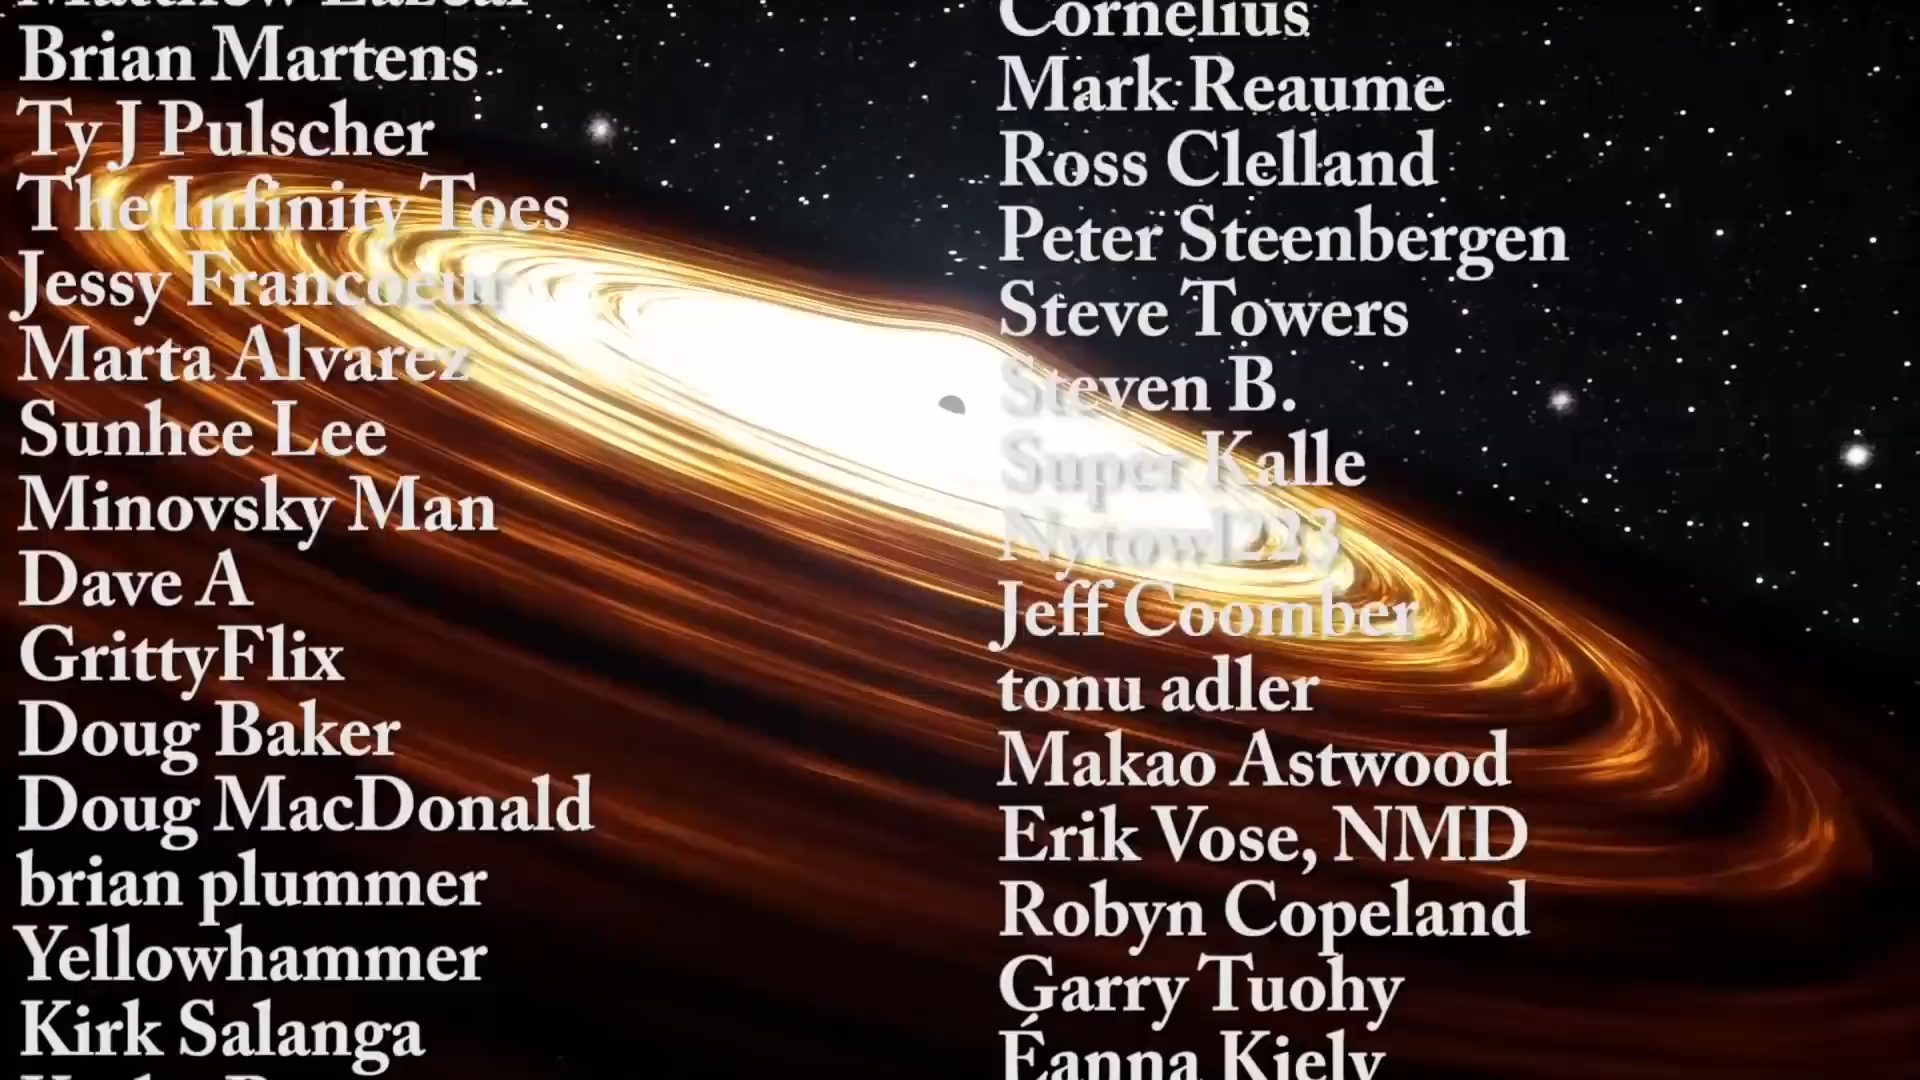 Brian Martens
Ty J Pulscher
The Infinity Toes
Jessy Francoeur
Marta Alvarez
Sunhee Lee
Minovsky Man
Dave A
GrittyFlix
Doug Baker
Doug MacDonald
brian plummer
Yellowhammer
Kirk Salanga
Cornelius
Mark Reaume
Ross Clelland
Peter Steenbergen
Steve Towers
Steven B.
Super Kalle
Nytowl223
Jeff Coomber
tonu adler
Makao Astwood
Erik Vose, NMD
Robyn Copeland
Garry Tuohy
Éanna Kiely